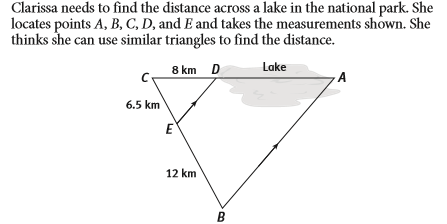 Clarissa needs to find the distance across a lake in the national park. She
locates points A, B, C, D, and E and takes the measurements shown. She
thinks she can use similar triangles to find the distance.
C 8 km D Lake A
6.5 km
E
12 km
B